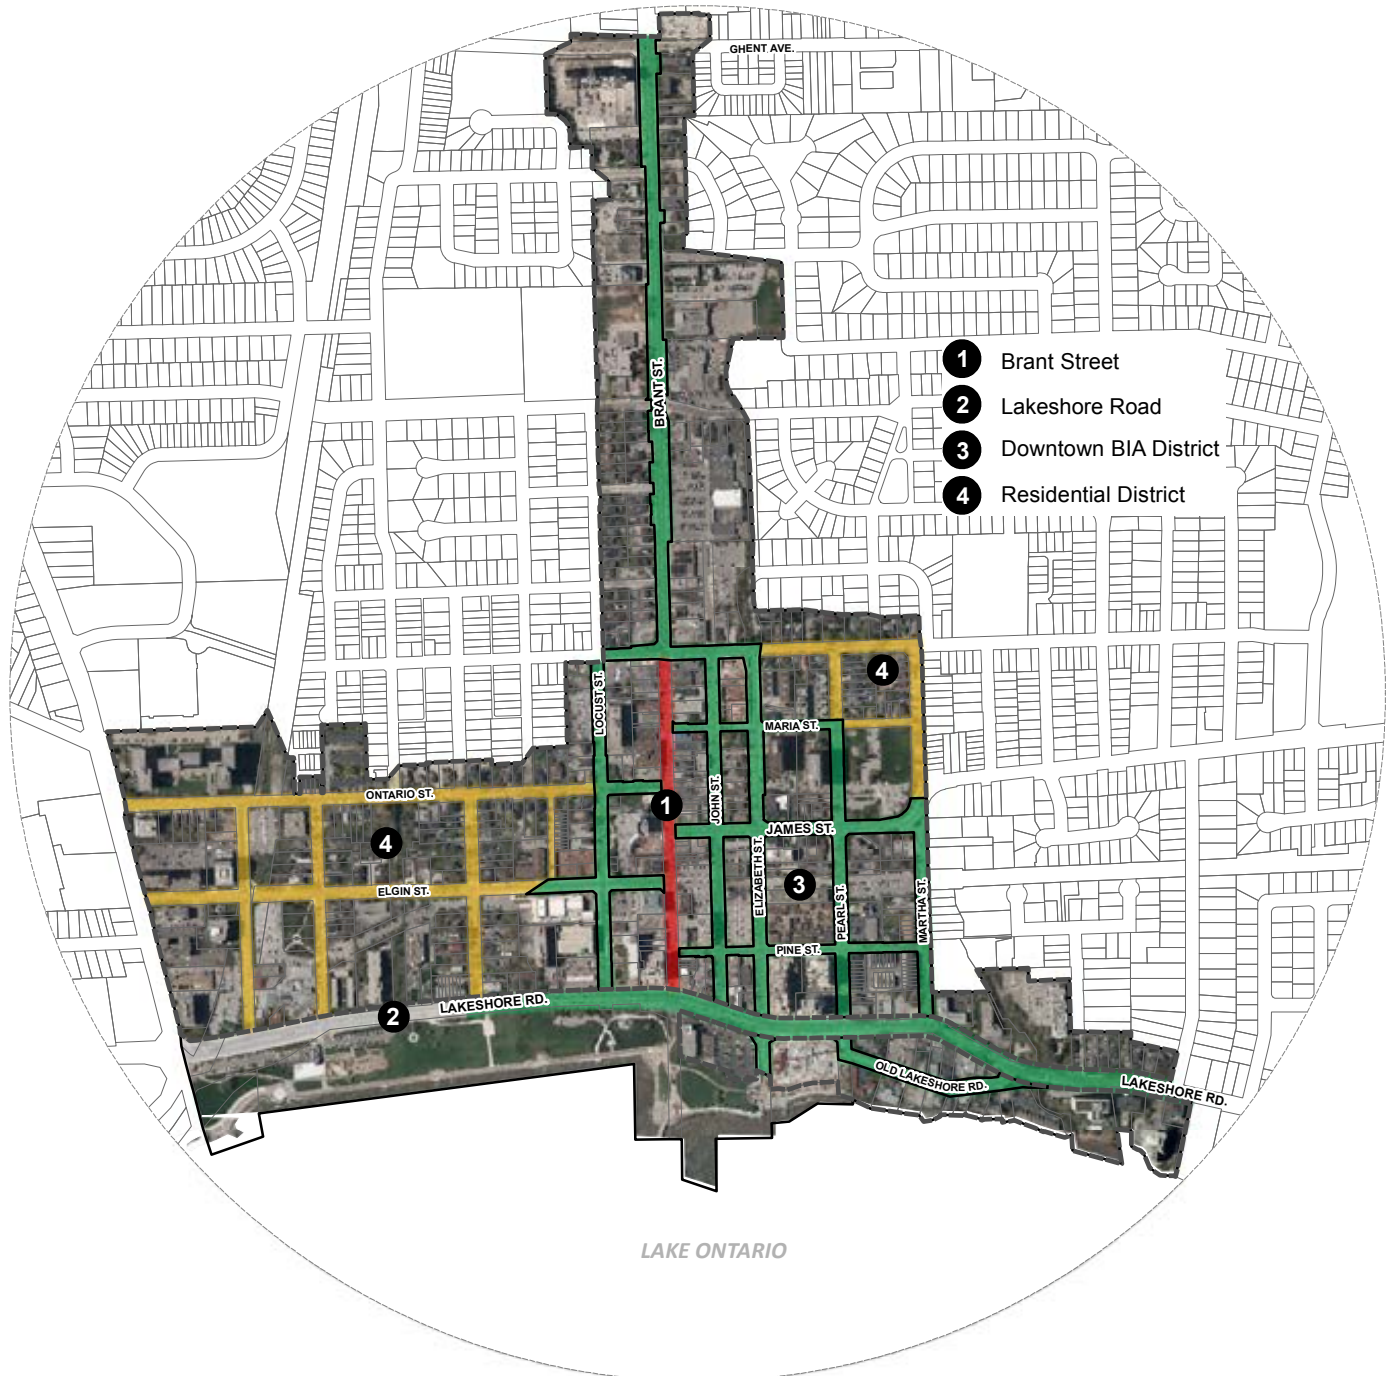 GHENT AVE.
BRANT ST.
1 Brant Street
2 Lakeshore Road
3 Downtown BIA District
4 Residential District
4
LOCUST ST.
MARIA ST.
ONTARIO ST.
JOHN ST.
1
JAMES ST.
4
ELIZABETH ST.
3
ELGIN ST.
PEARL ST.
MARTHA ST.
PINE ST.
LAKESHORE RD.
2
OLD LAKESHORE RD.
LAKESHORE RD.
LAKE ONTARIO